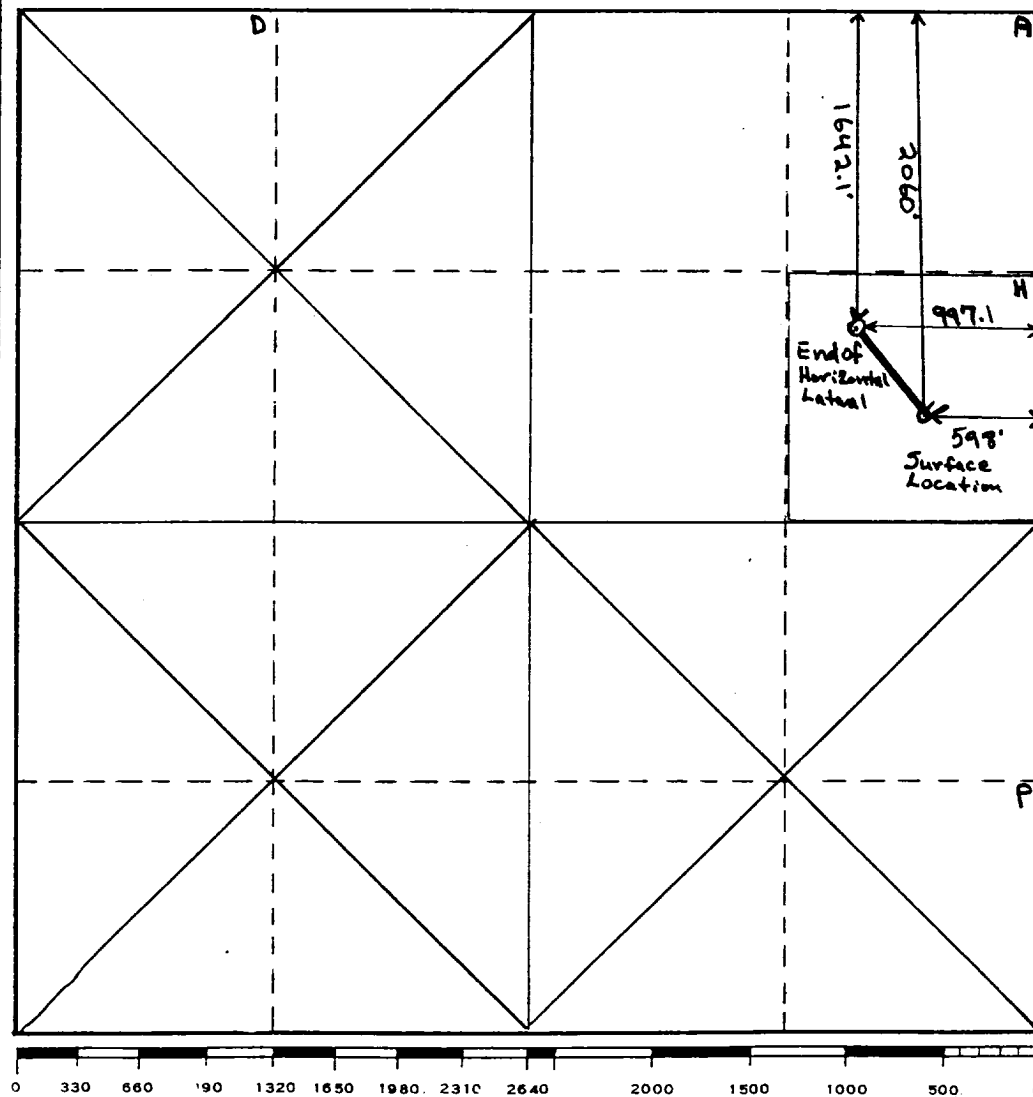 D
A
1642.1'
2060'
H
997.1
End of
Horizontal
Lateral
598'
Surface
Location
P
0 330 660 '90 1320 1650 1980. 2310 2640 2000 1500 1000 500.